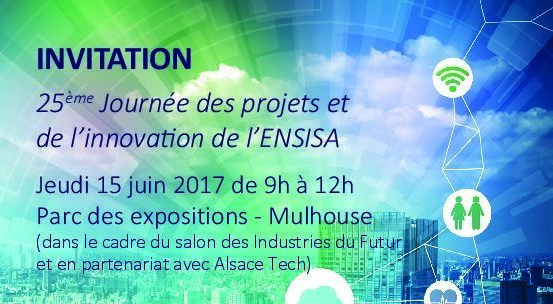 INVITATION
25ème Journée des projets et
de l’innovation de l’ENSISA
Jeudi 15 juin 2017 de 9h à 12h
Parc des expositions - Mulhouse
(dans le cadre du salon des Industries du Futur
et en partenariat avec Alsace Tech)